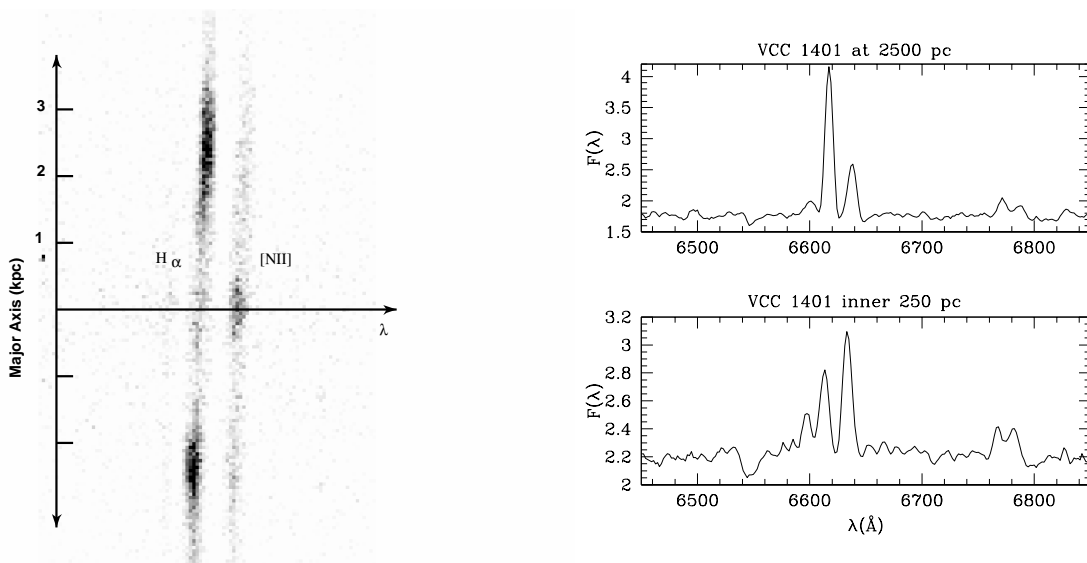 Major Axis (kpc)
3
2
1
H α
[NII]
λ
VCC 1401 at 2500 pc
F(λ)
4
3.5
3
2.5
2
1.5
6500 6600 6700 6800
VCC 1401 inner 250 pc
F(λ)
3.2
3
2.8
2.6
2.4
2.2
2
6500 6600 6700 6800
λ(Å)